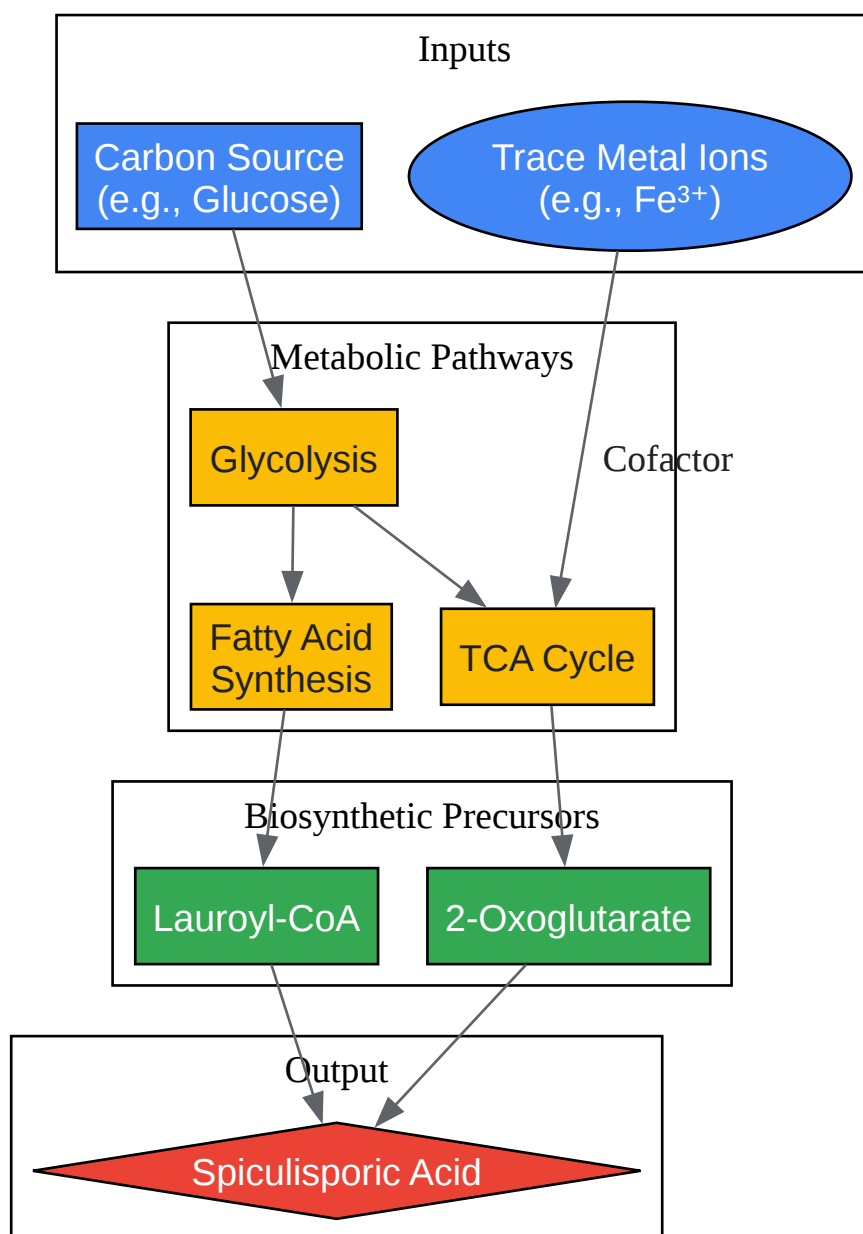 Inputs
Carbon Source
(e.g., Glucose)
Trace Metal Ions
(e.g., Fe³⁺)
Metabolic Pathways
Glycolysis
Cofactor
Fatty Acid
Synthesis
TCA Cycle
Biosynthetic Precursors
Lauroyl-CoA
2-Oxoglutarate
Output
Spiculisporic Acid